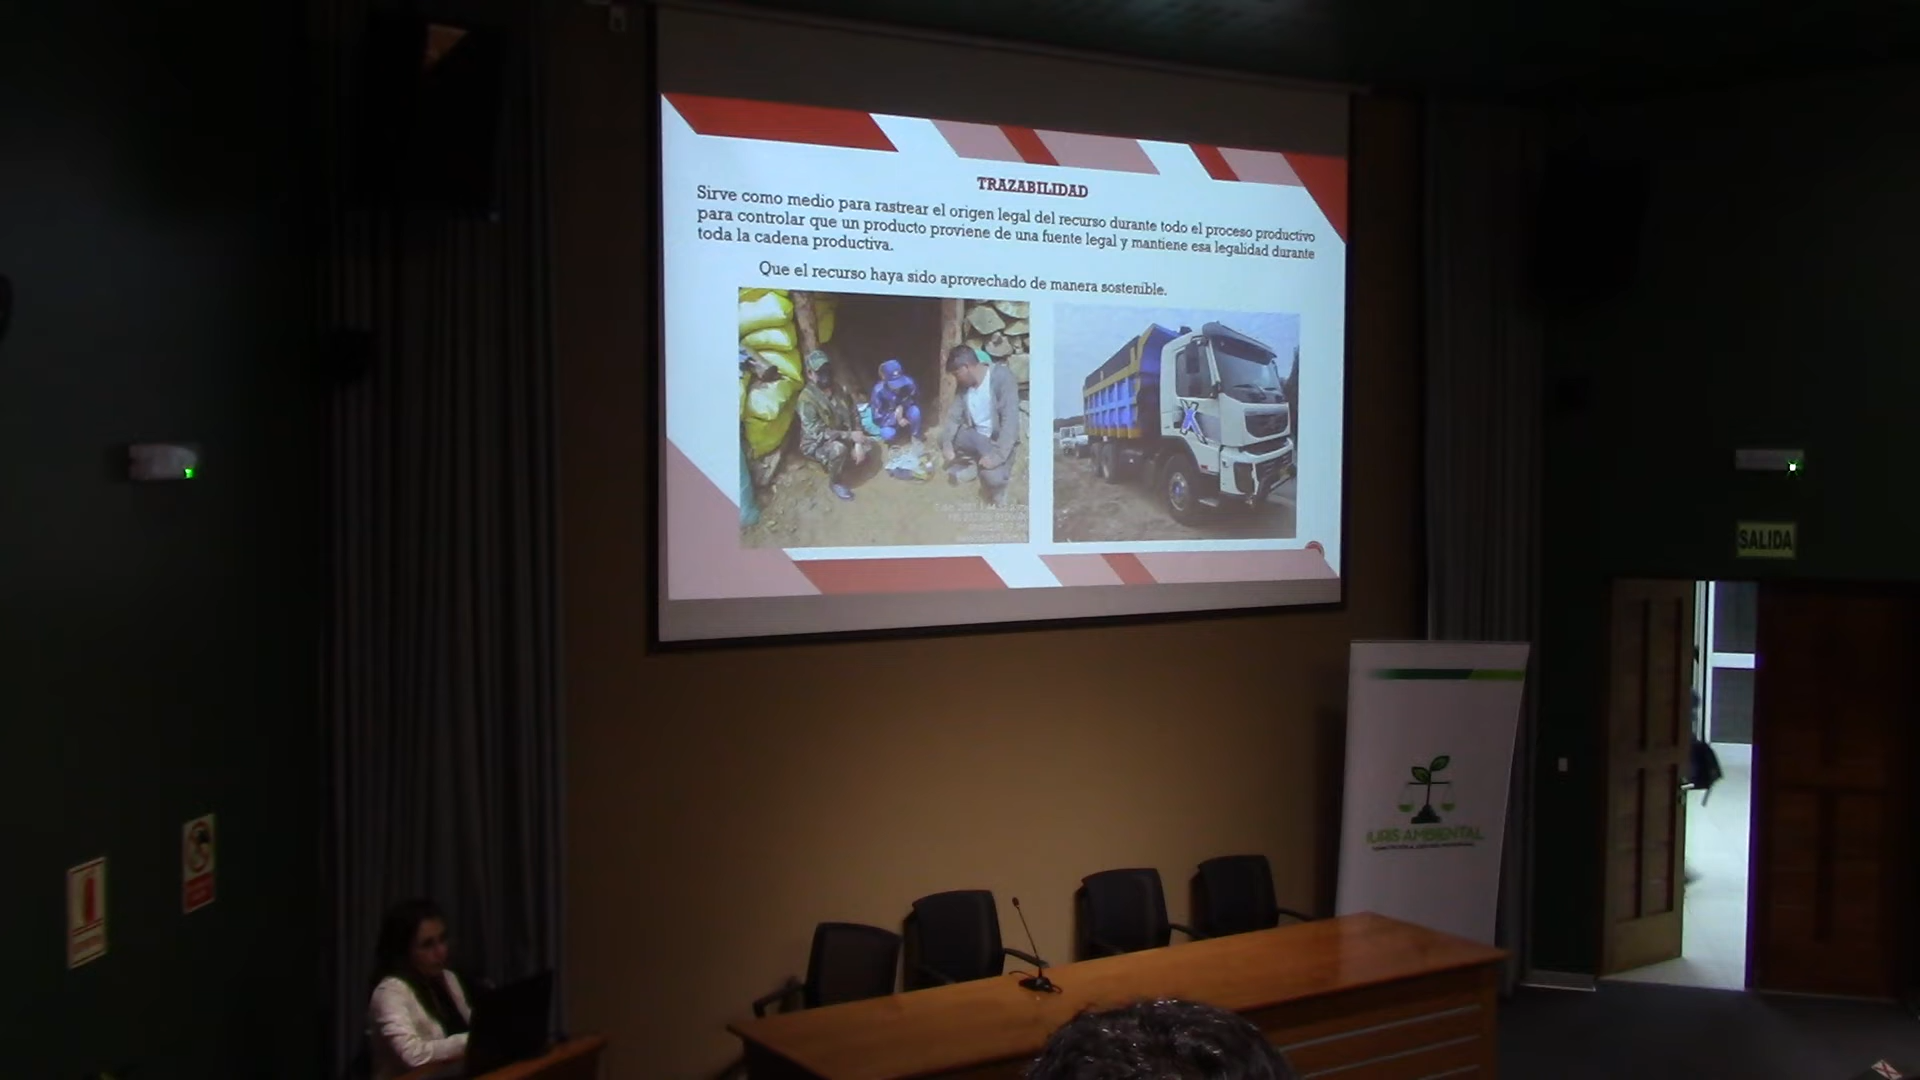 TRAZABILIDAD
Sirve como medio para rastrear el origen legal del recurso durante todo el proceso productivo
para controlar que un producto proviene de una fuente legal y mantiene esa legalidad durante
toda la cadena productiva.
Que el recurso haya sido aprovechado de manera sostenible.
X
SALIDA
IURIS AMBIENTAL